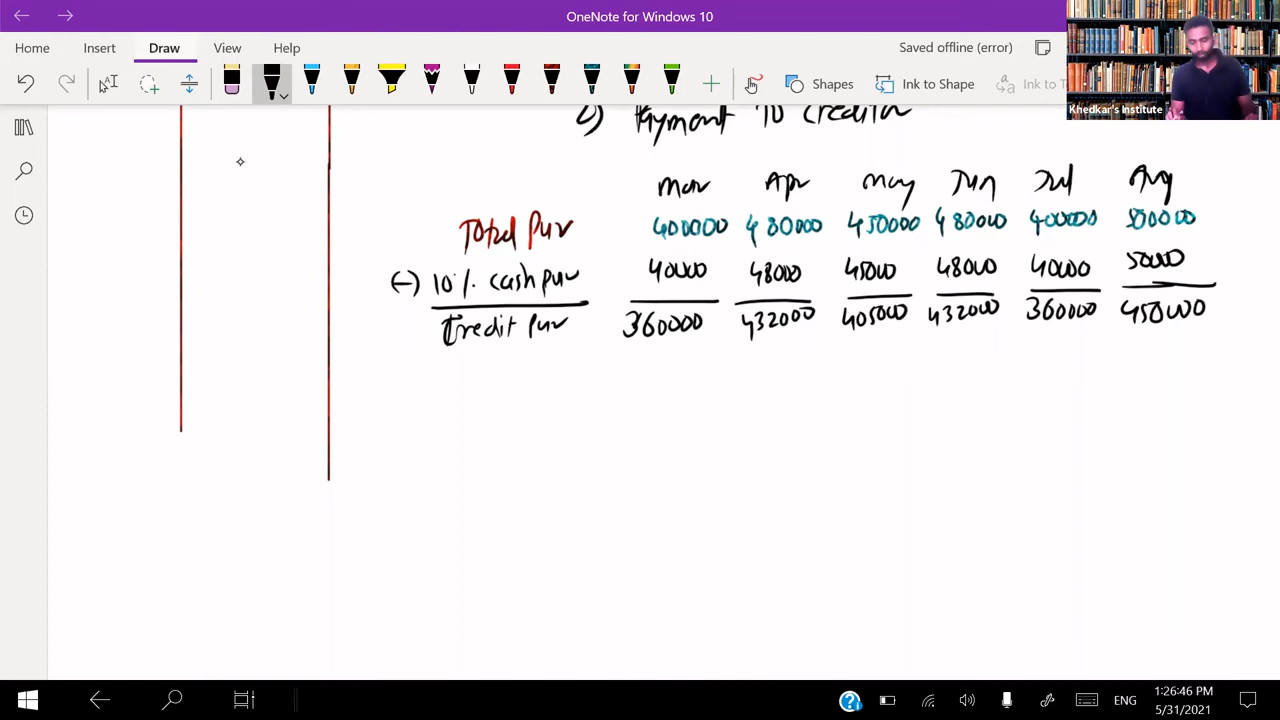 OneNote for Windows 10
Home Insert Draw View Help Saved offline (error)
Shapes Ink to Shape Ink to T
Khedkar's Institute
2) Payment To Creditor
Mar Apr May Jun Jul Aug
Total Pur 400000 480000 450000 480000 400000 500000
(-) 10% cash pur 40000 48000 45000 48000 40000 50000
Credit pur 360000 432000 405000 432000 360000 450000
ENG 1:26:46 PM
5/31/2021